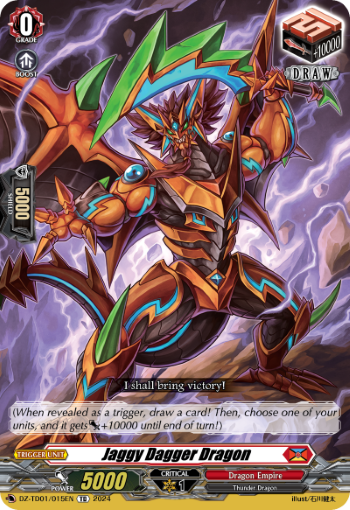 0
GRADE
+10000
BOOST
DRAW
5000
SHIELD
I shall bring victory!
(When revealed as a trigger, draw a card! Then, choose one of your
units, and it gets +10000 until end of turn!)
TRIGGER UNIT
Jaggy Dagger Dragon
POWER 5000
CRITICAL
1
Dragon Empire
Thunder Dragon
DZ-TD01/015EN TD 2024
illust/石川健太